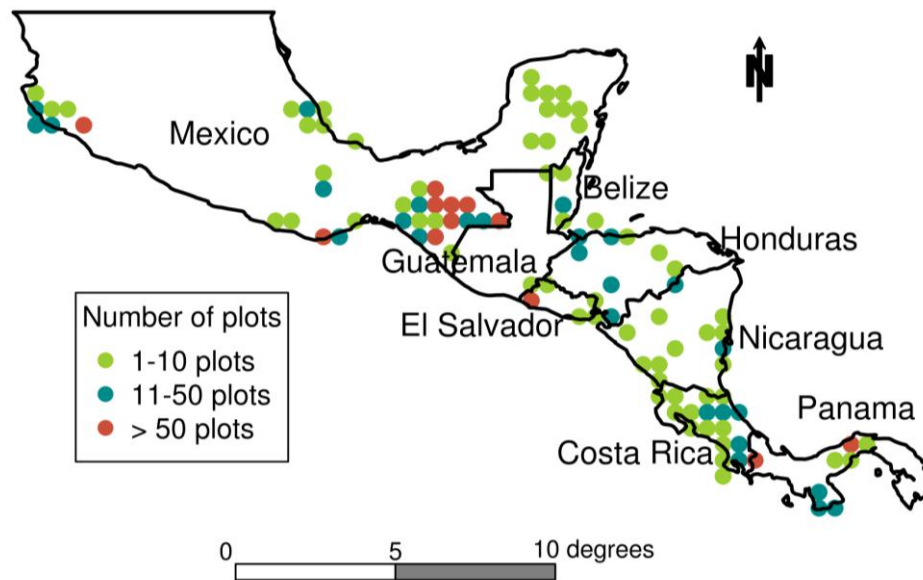 N
Mexico
Belize
Honduras
Guatemala
El Salvador
Nicaragua
Panama
Costa Rica
Number of plots
1-10 plots
11-50 plots
> 50 plots
0 5 10 degrees